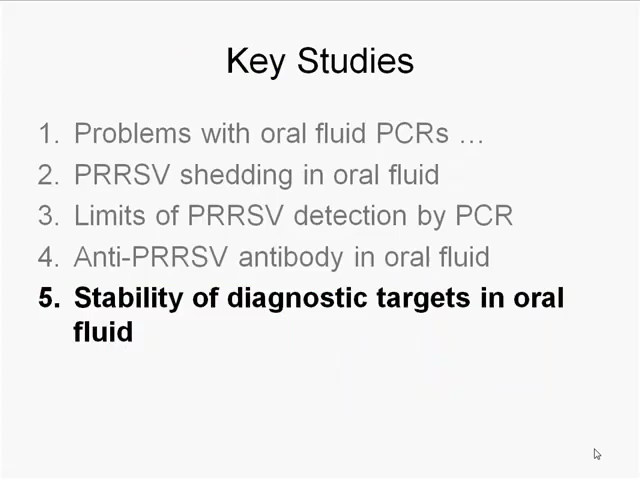 Key Studies
1. Problems with oral fluid PCRs …
2. PRRSV shedding in oral fluid
3. Limits of PRRSV detection by PCR
4. Anti-PRRSV antibody in oral fluid
5. Stability of diagnostic targets in oral
fluid